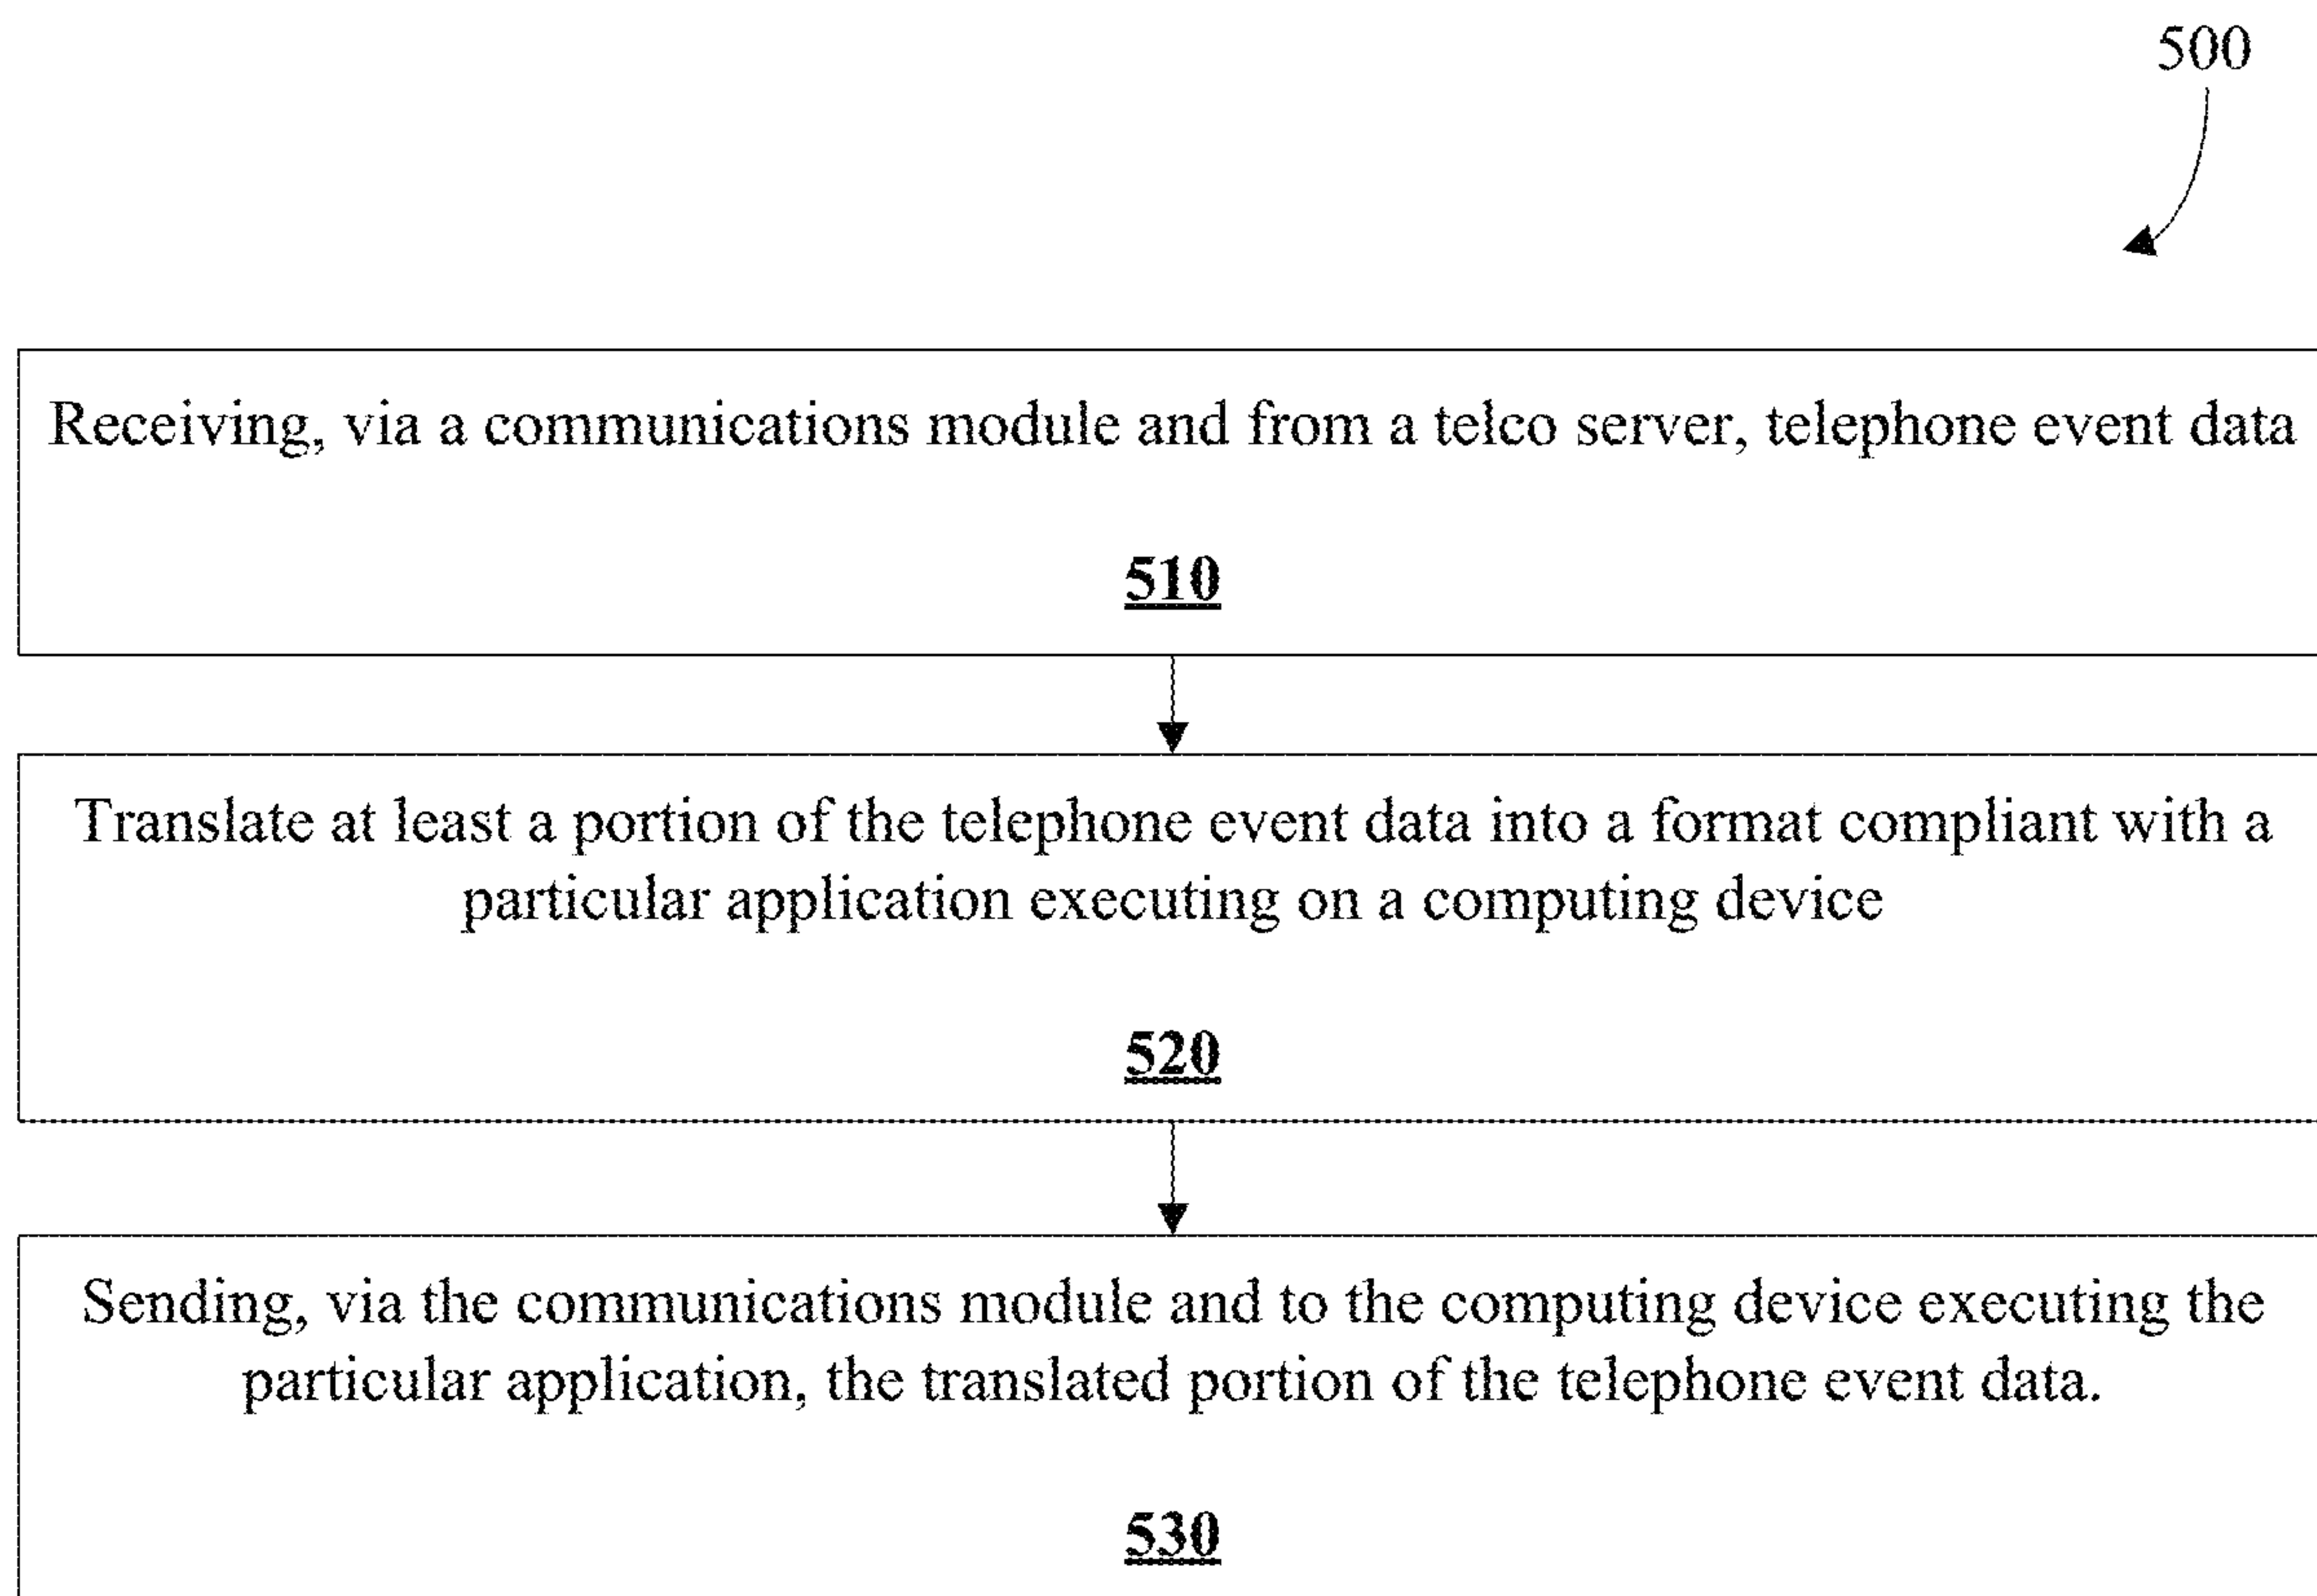 500
Receiving, via a communications module and from a telco server, telephone event data
510
Translate at least a portion of the telephone event data into a format compliant with a
particular application executing on a computing device
520
Sending, via the communications module and to the computing device executing the
particular application, the translated portion of the telephone event data.
530